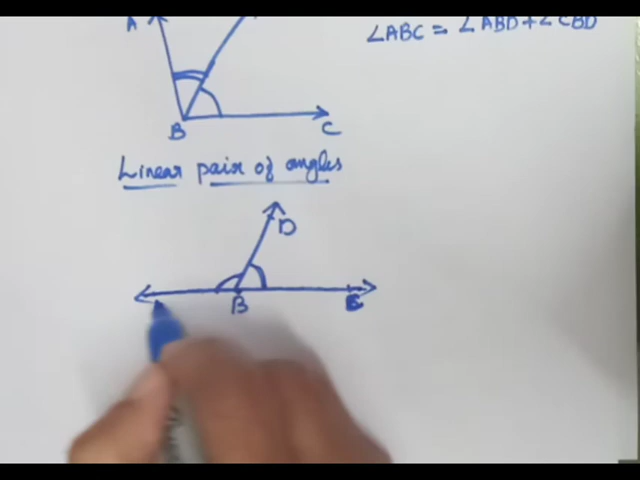 A
∠ABC = ∠ABD + ∠CBD
B
C
Linear pair of angles
D
B
C